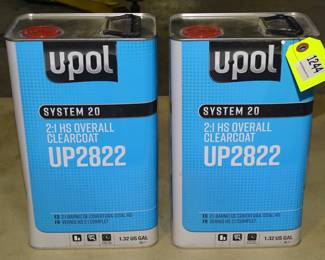 u-pol
SYSTEM 20
2:1 HS OVERALL
CLEARCOAT
UP2822
1.32 US GAL
u-pol
SYSTEM 20
2:1 HS OVERALL
CLEARCOAT
UP2822
1.32 US GAL
1244